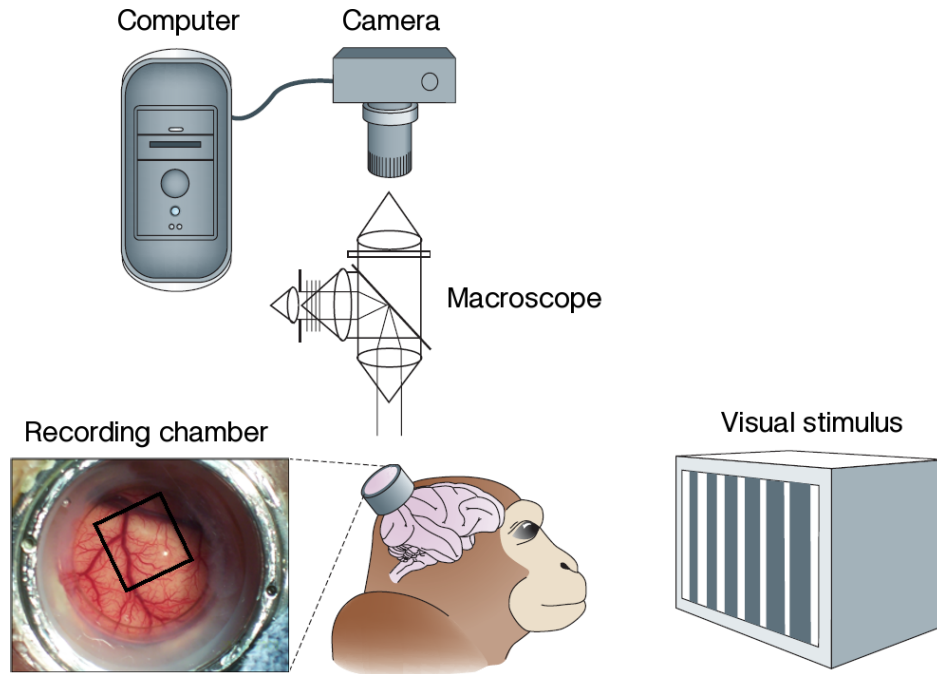 Computer
Camera
Macroscope
Recording chamber
Visual stimulus